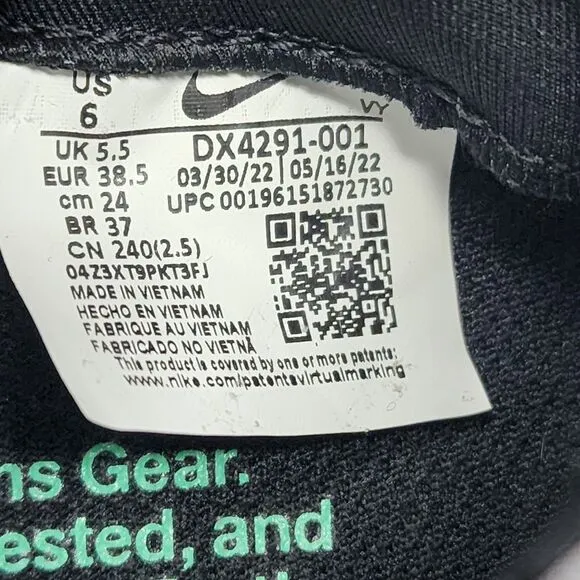 US
6
VY
UK 5.5
EUR 38.5
cm 24
BR 37
CN 240(2.5)
DX4291-001
03/30/22 | 05/16/22
UPC 00196151872730
04Z3XT9PKT3FJ
MADE IN VIETNAM
HECHO EN VIETNAM
FABRIQUE AU VIETNAM
FABRICADO NO VIETNÃ
This product is covered by one or more patents:
www.nike.com/patentsvirtualmarking
ns Gear.
ested, and